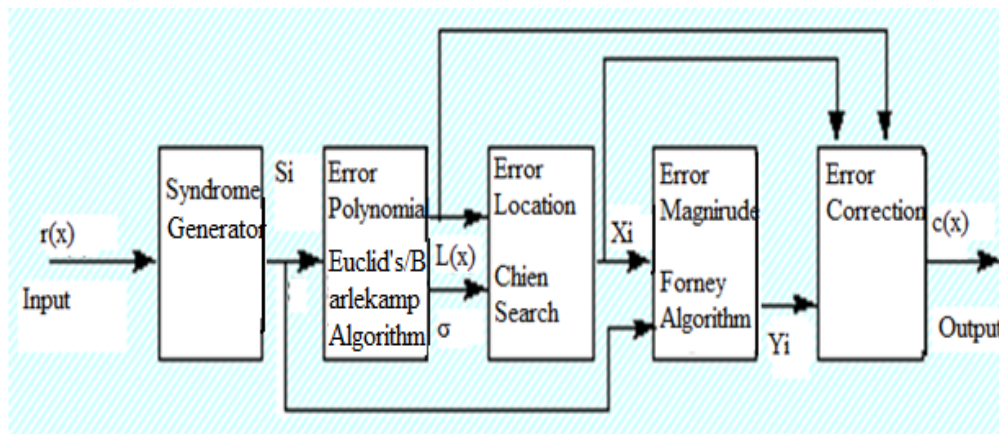 r(x)
Input
Syndrome
Generator
Si
Error
Polynomia
Euclid's/B
arlekamp
Algorithm
L(x)
σ
Error
Location
Chien
Search
Xi
Error
Magnirude
Forney
Algorithm
Yi
Error
Correction
c(x)
Output